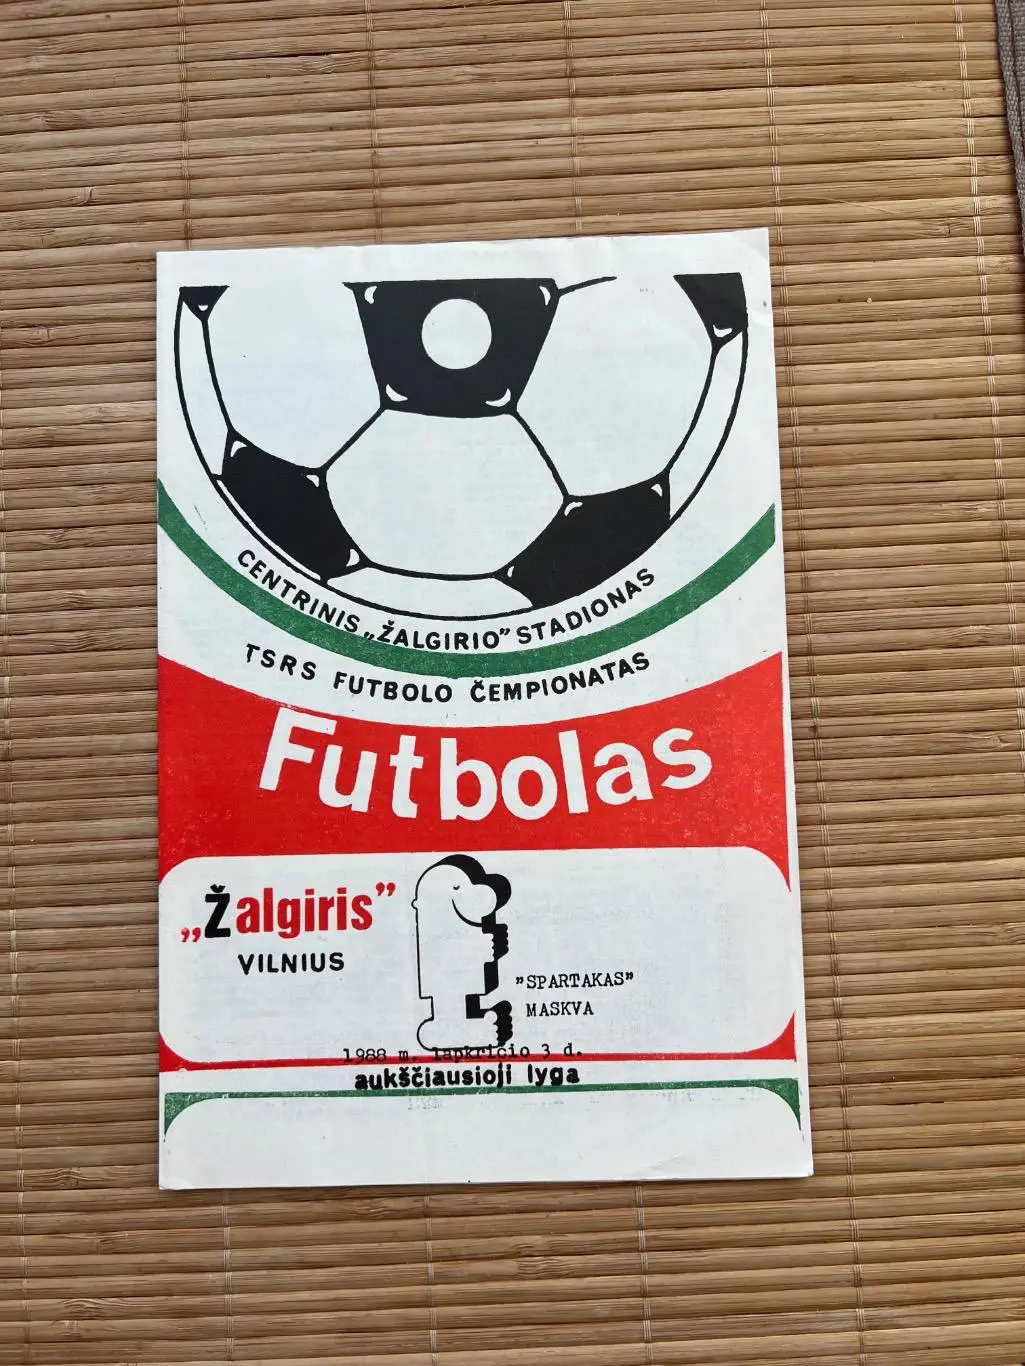 CENTRINIS „ŽALGIRIO” STADIONAS
TSRS FUTBOLO ČEMPIONATAS
Futbolas
„Žalgiris”
VILNIUS
"SPARTAKAS"
MASKVA
1988 m. lapkričio 3 d.
aukščiausioji lyga